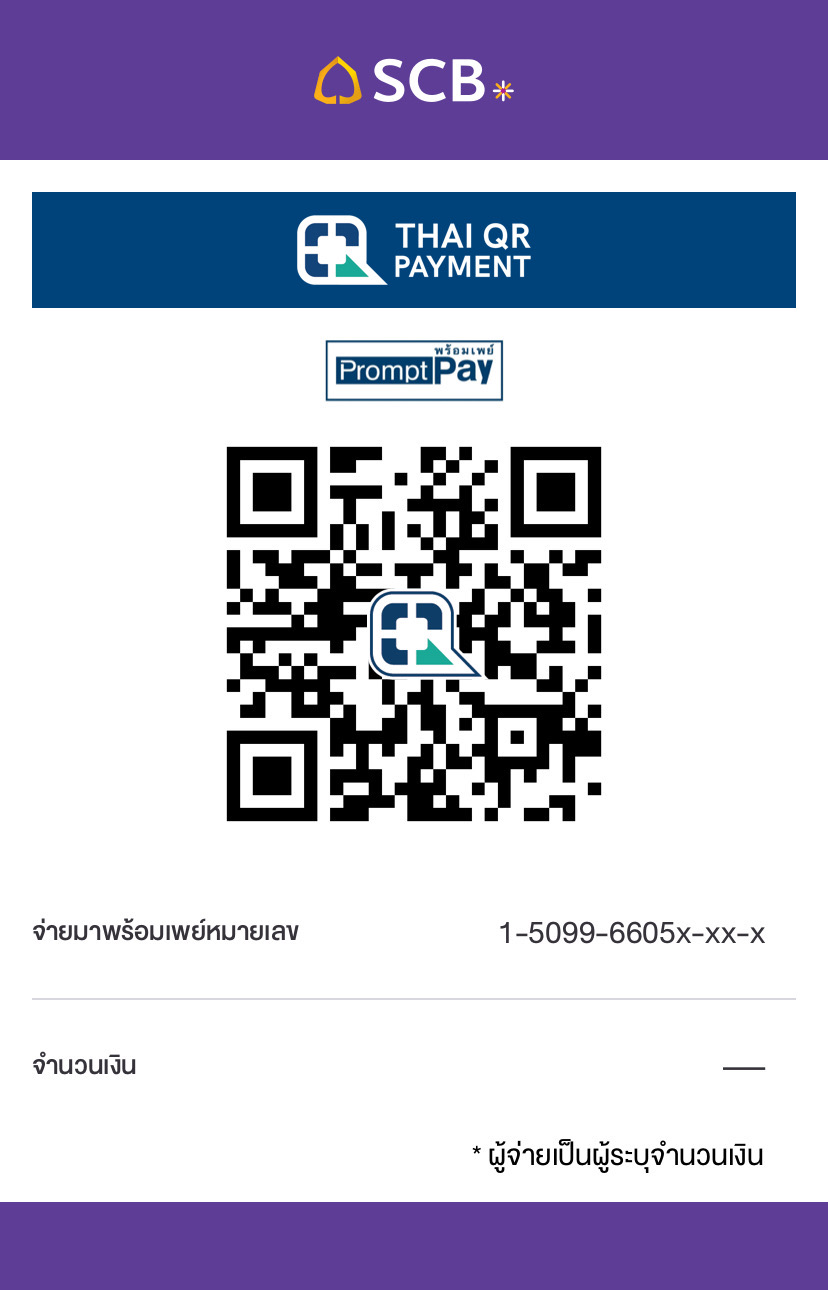 SCB
THAI QR
PAYMENT
พร้อมเพย์
PromptPay
จ่ายมาพร้อมเพย์หมายเลข 1-5099-6605x-xx-x
จำนวนเงิน —
* ผู้จ่ายเป็นผู้ระบุจำนวนเงิน